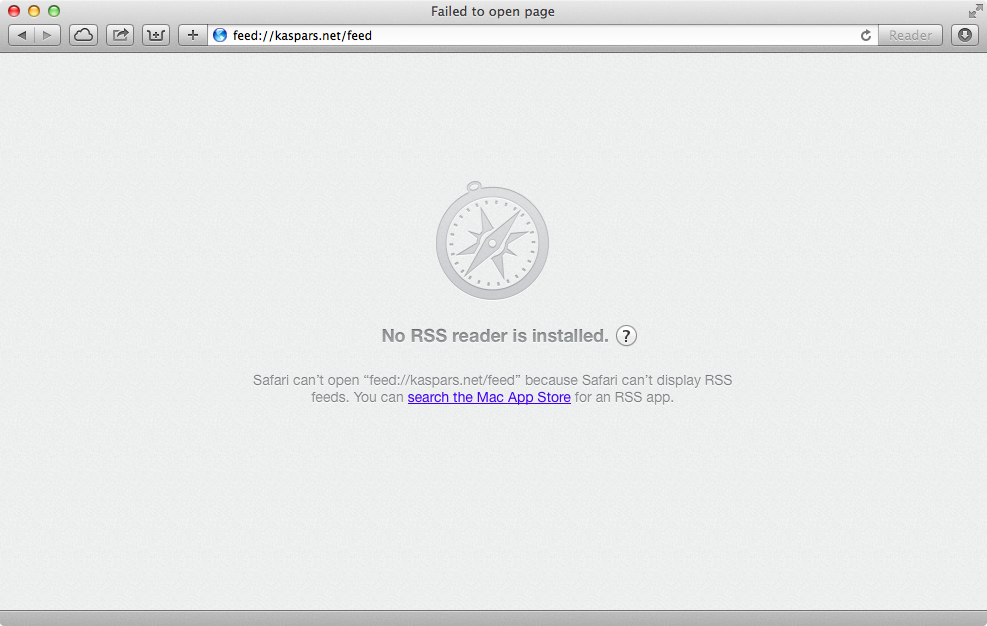 Failed to open page
feed://kaspars.net/feed
Reader
No RSS reader is installed. ?
Safari can’t open “feed://kaspars.net/feed” because Safari can’t display RSS
feeds. You can search the Mac App Store for an RSS app.